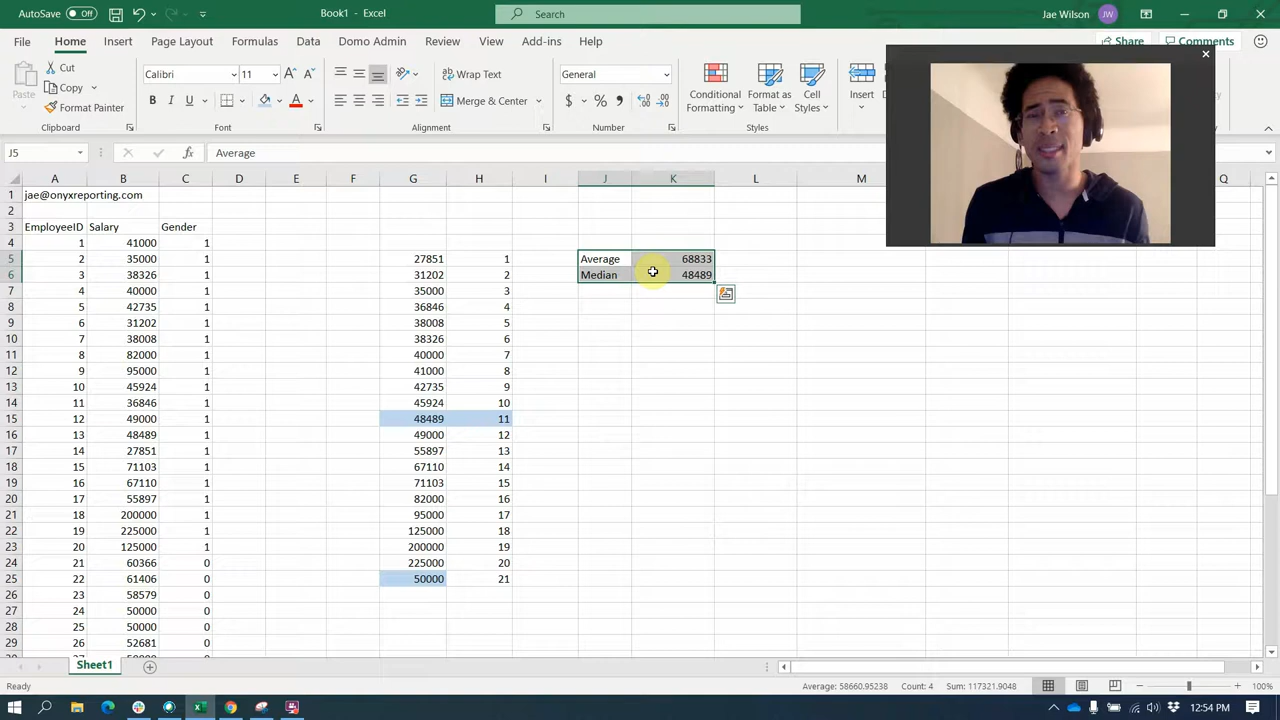 AutoSave Off Book1 - Excel Search Jae Wilson JW
File Home Insert Page Layout Formulas Data Domo Admin Review View Add-ins Help Share Comments
Cut Calibri 11 Wrap Text General
Paste Copy Conditional Formatting Format as Table Cell Styles Insert
Format Painter B I U Merge & Center $ %
Clipboard Font Alignment Number Styles
J5 fx Average
A B C D E F G H I J K L M Q
1 jae@onyxreporting.com
2
3 EmployeeID Salary Gender
4 1 41000 1
5 2 35000 1 27851 1 Average 68833
6 3 38326 1 31202 2 Median 48489
7 4 40000 1 35000 3
8 5 42735 1 36846 4
9 6 31202 1 38008 5
10 7 38008 1 38326 6
11 8 82000 1 40000 7
12 9 95000 1 41000 8
13 10 45924 1 42735 9
14 11 36846 1 45924 10
15 12 49000 1 48489 11
16 13 48489 1 49000 12
17 14 27851 1 55897 13
18 15 71103 1 67110 14
19 16 67110 1 71103 15
20 17 55897 1 82000 16
21 18 200000 1 95000 17
22 19 225000 1 125000 18
23 20 125000 1 200000 19
24 21 60366 0 225000 20
25 22 61406 0 50000 21
26 23 58579 0
27 24 50000 0
28 25 50000 0
29 26 52681 0
Sheet1
Ready Average: 58660.95238 Count: 4 Sum: 117321.9048 100%
12:54 PM